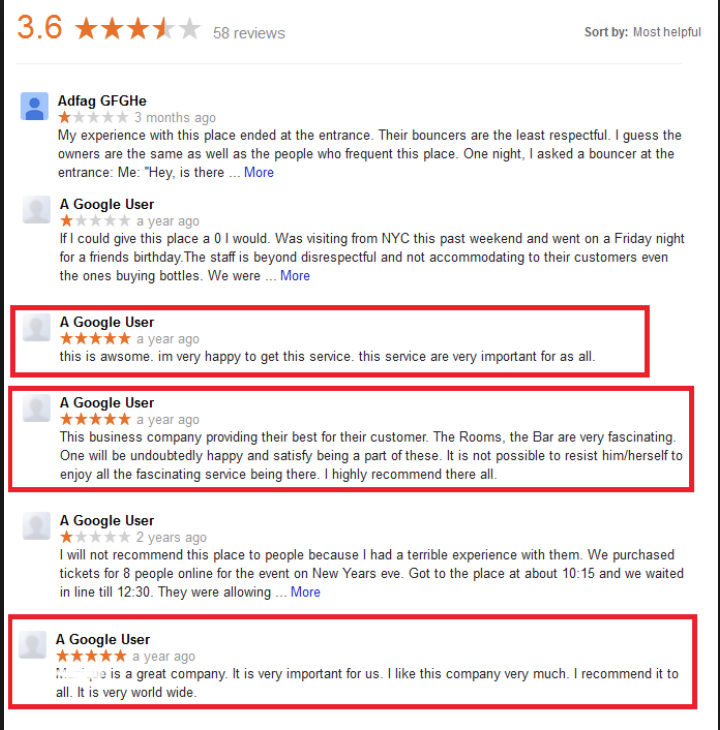 3.6 58 reviews Sort by: Most helpful
Adfag GFGHe
3 months ago
My experience with this place ended at the entrance. Their bouncers are the least respectful. I guess the
owners are the same as well as the people who frequent this place. One night, I asked a bouncer at the
entrance: Me: "Hey, is there ... More
A Google User
a year ago
If I could give this place a 0 I would. Was visiting from NYC this past weekend and went on a Friday night
for a friends birthday.The staff is beyond disrespectful and not accommodating to their customers even
the ones buying bottles. We were ... More
A Google User
a year ago
this is awsome. im very happy to get this service. this service are very important for as all.
A Google User
a year ago
This business company providing their best for their customer. The Rooms, the Bar are very fascinating.
One will be undoubtedly happy and satisfy being a part of these. It is not possible to resist him/herself to
enjoy all the fascinating service being there. I highly recommend there all.
A Google User
2 years ago
I will not recommend this place to people because I had a terrible experience with them. We purchased
tickets for 8 people online for the event on New Years eve. Got to the place at about 10:15 and we waited
in line till 12:30. They were allowing ... More
A Google User
a year ago
is a great company. It is very important for us. I like this company very much. I recommend it to
all. It is very world wide.